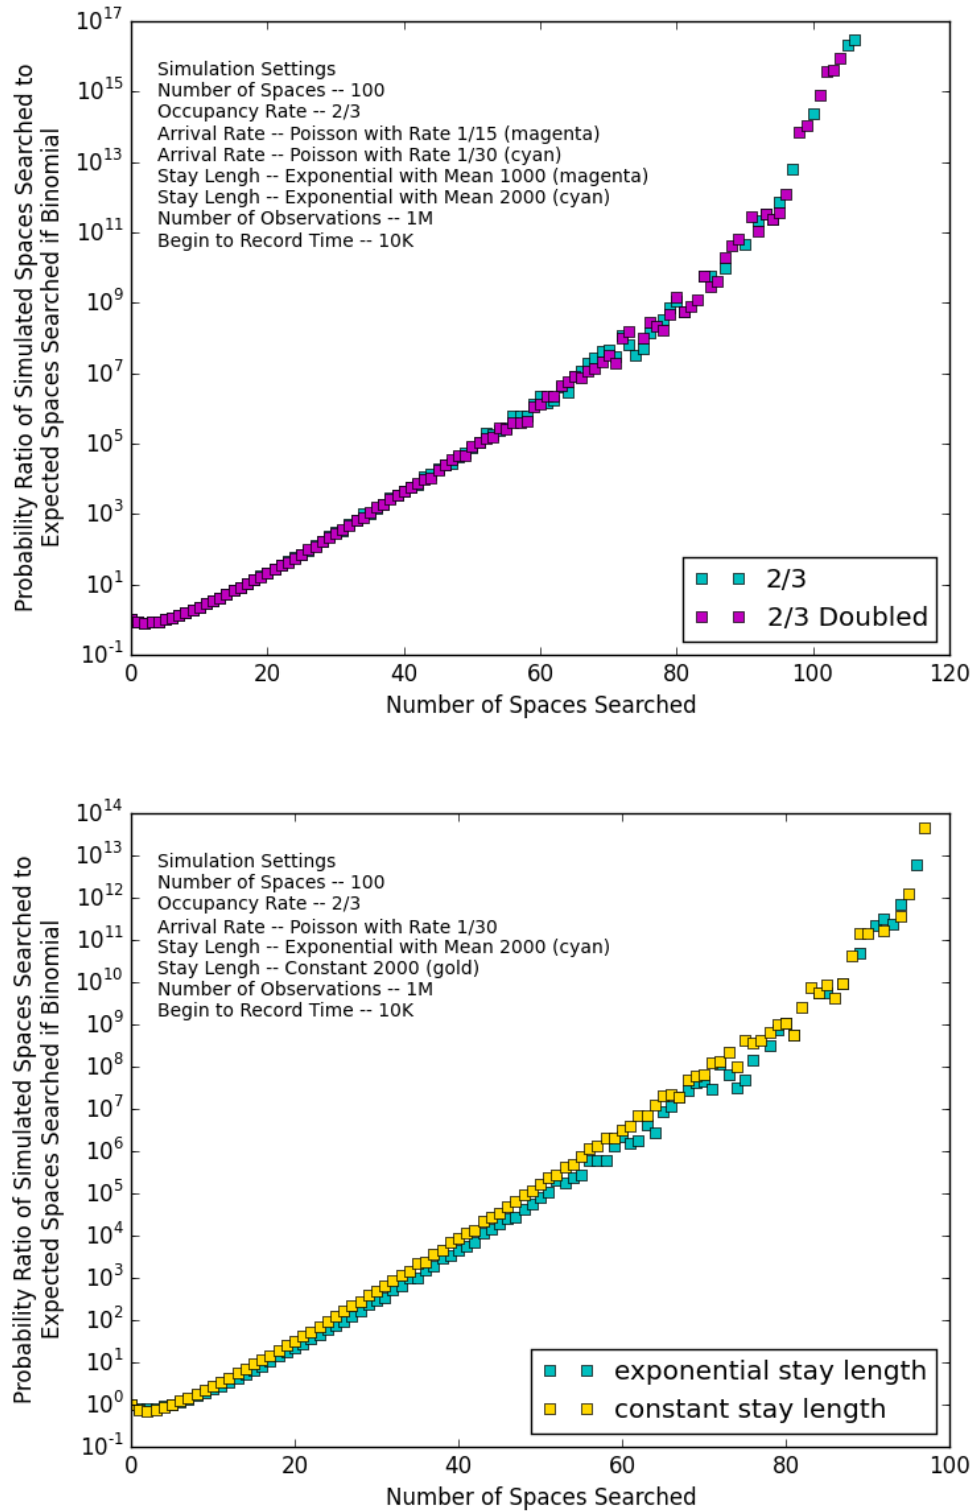 Probability Ratio of Simulated Spaces Searched to
Expected Spaces Searched if Binomial
10^17
10^15
10^13
10^11
10^9
10^7
10^5
10^3
10^1
10^-1
Simulation Settings
Number of Spaces -- 100
Occupancy Rate -- 2/3
Arrival Rate -- Poisson with Rate 1/15 (magenta)
Arrival Rate -- Poisson with Rate 1/30 (cyan)
Stay Lengh -- Exponential with Mean 1000 (magenta)
Stay Lengh -- Exponential with Mean 2000 (cyan)
Number of Observations -- 1M
Begin to Record Time -- 10K
2/3
2/3 Doubled
0 20 40 60 80 100 120
Number of Spaces Searched
Probability Ratio of Simulated Spaces Searched to
Expected Spaces Searched if Binomial
10^14
10^13
10^12
10^11
10^10
10^9
10^8
10^7
10^6
10^5
10^4
10^3
10^2
10^1
10^0
10^-1
Simulation Settings
Number of Spaces -- 100
Occupancy Rate -- 2/3
Arrival Rate -- Poisson with Rate 1/30
Stay Lengh -- Exponential with Mean 2000 (cyan)
Stay Lengh -- Constant 2000 (gold)
Number of Observations -- 1M
Begin to Record Time -- 10K
exponential stay length
constant stay length
0 20 40 60 80 100
Number of Spaces Searched